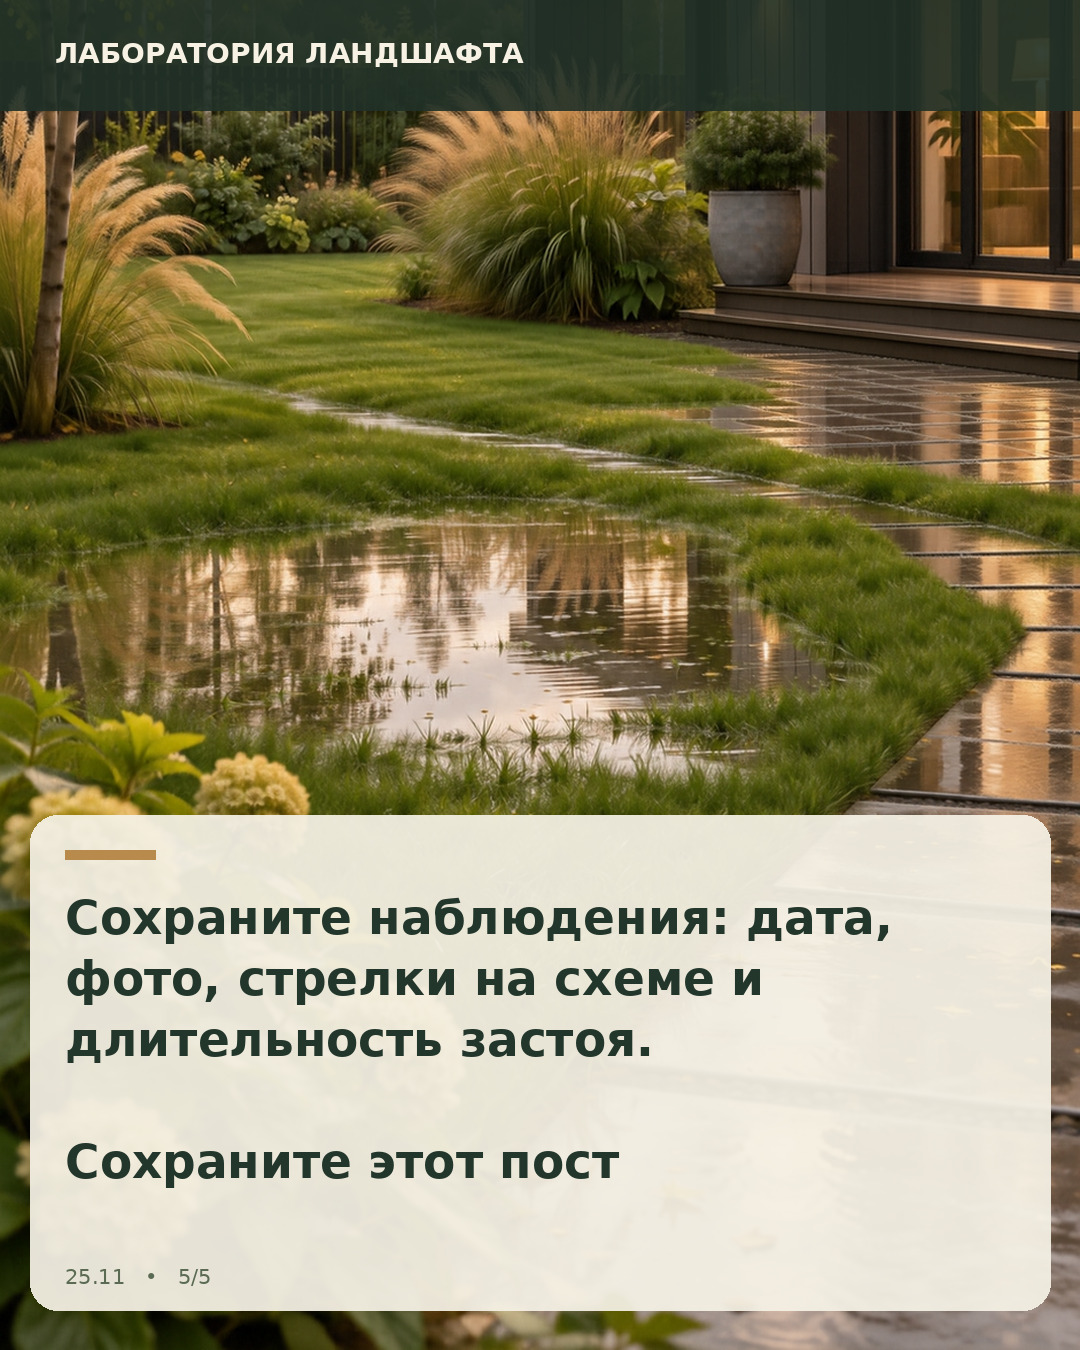 ЛАБОРАТОРИЯ ЛАНДШАФТА
Сохраните наблюдения: дата,
фото, стрелки на схеме и
длительность застоя.
Сохраните этот пост
25.11 • 5/5